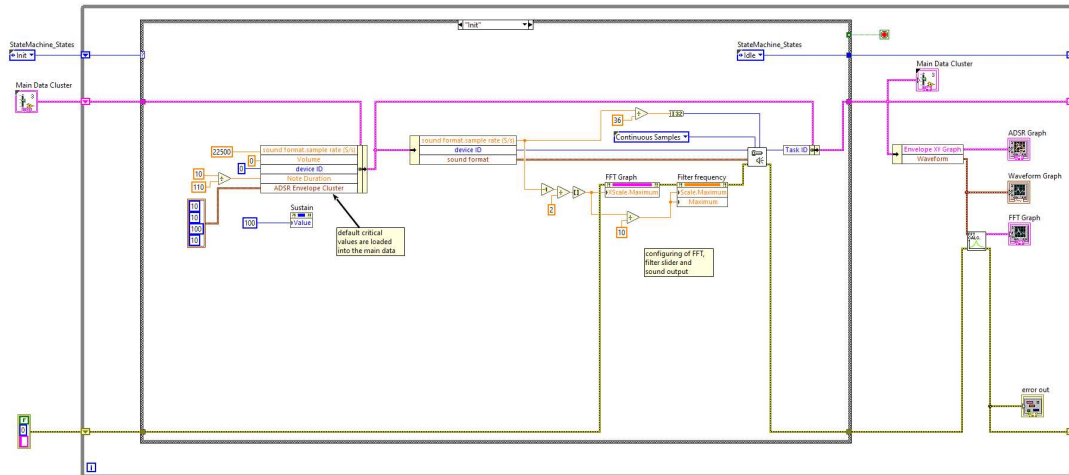 "Init"
StateMachine_States
Init
StateMachine_States
Idle
Main Data Cluster
3
Main Data Cluster
3
36
I32
Continuous Samples
22500
sound format.sample rate (S/s)
0
Volume
0
device ID
10
Note Duration
110
ADSR Envelope Cluster
10
10
100
10
Sustain
100
Value
default critical
values are loaded
into the main data
sound format.sample rate (S/s)
device ID
sound format
Task ID
FFT Graph
XScale.Maximum
Filter frequency
Scale.Maximum
Maximum
2
10
configuring of FFT,
filter slider and
sound output
Envelope XY Graph
Waveform
ADSR Graph
Waveform Graph
FFT Graph
CALC
error out
F
0
i